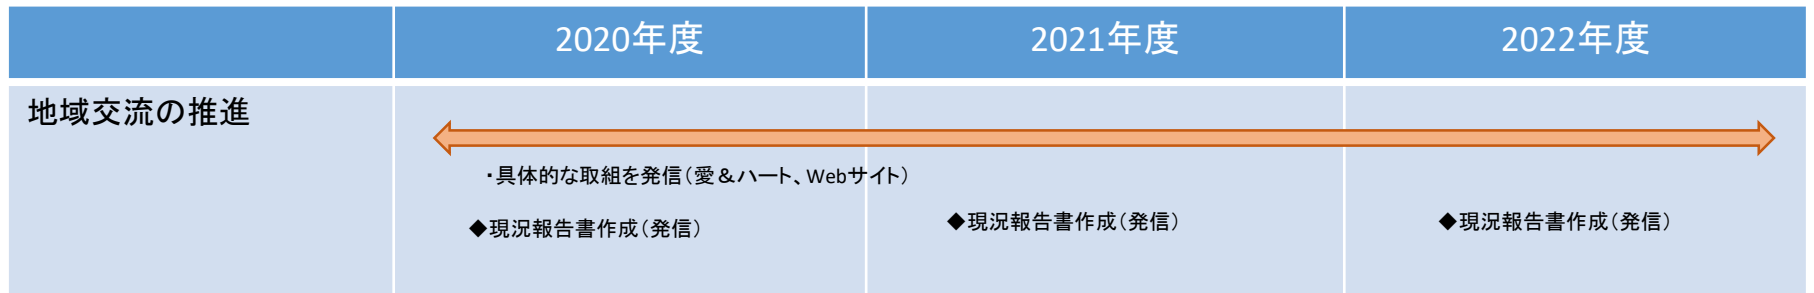 2020年度 2021年度 2022年度
地域交流の推進
・具体的な取組を発信（愛＆ハート、Webサイト）
◆現況報告書作成（発信） ◆現況報告書作成（発信） ◆現況報告書作成（発信）